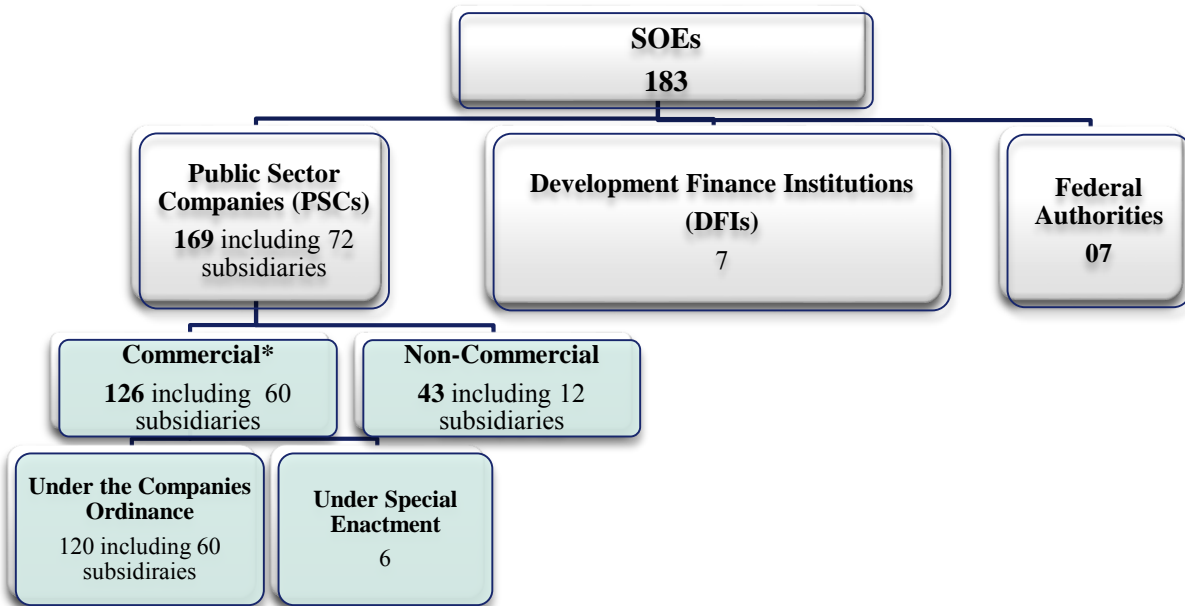 SOEs
183
Public Sector
Companies (PSCs)
169 including 72
subsidiaries
Development Finance Institutions
(DFIs)
7
Federal
Authorities
07
Commercial*
126 including 60
subsidiaries
Non-Commercial
43 including 12
subsidiaries
Under the Companies
Ordinance
120 including 60
subsidiraies
Under Special
Enactment
6